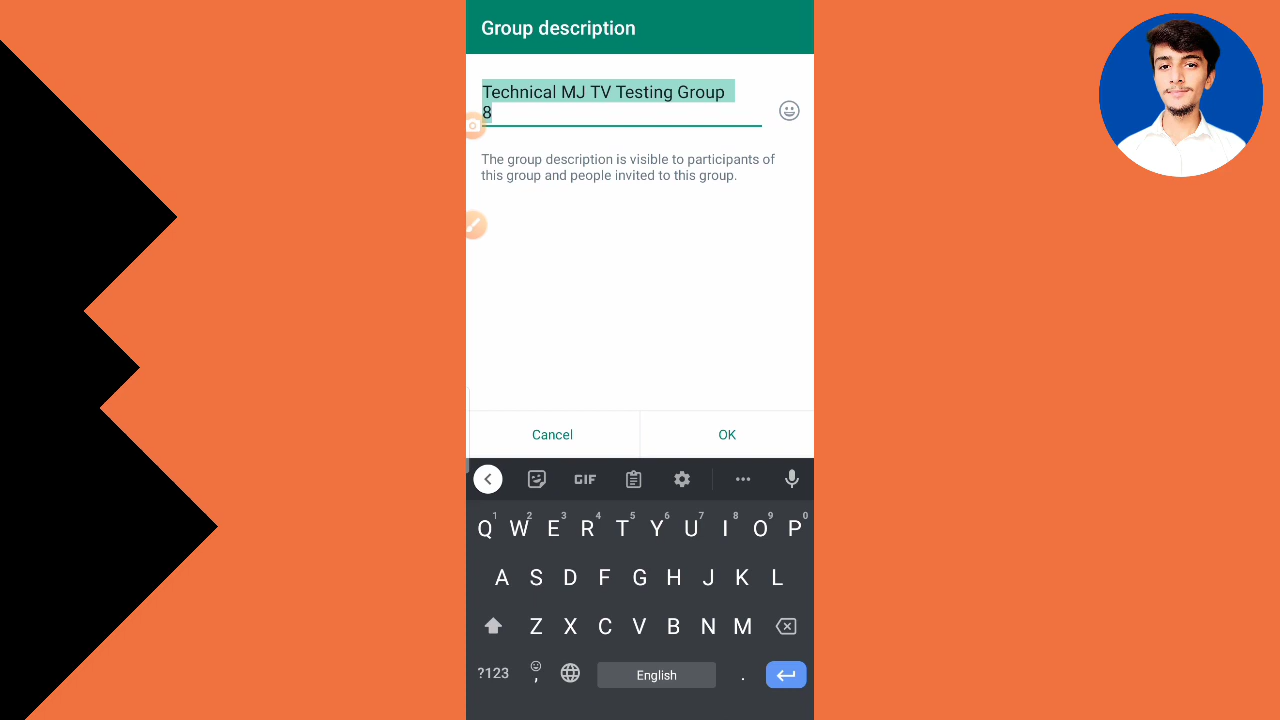 Group description
Technical MJ TV Testing Group
8
The group description is visible to participants of
this group and people invited to this group.
Cancel
OK
GIF
1 2 3 4 5 6 7 8 9 0
Q W E R T Y U I O P
A S D F G H J K L
Z X C V B N M
?123 , English .